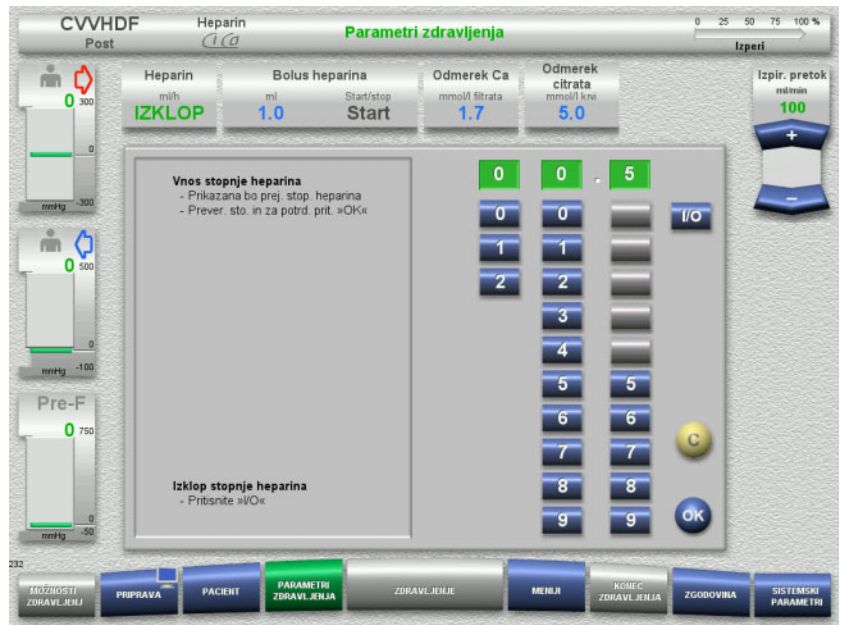 CVVHDF
Post
Heparin
Ci Ca
Parametri zdravljenja
0 25 50 75 100 %
Izperi
0 300
0
mmHg -300
Heparin
ml/h
IZKLOP
Bolus heparina
ml Start/stop
1.0 Start
Odmerek Ca
mmol/l filtrata
1.7
Odmerek
citrata
mmol/l krvi
5.0
Izpir. pretok
ml/min
100
+
−
0 500
0
mmHg -100
Pre-F
0 750
0
mmHg -50
Vnos stopnje heparina
- Prikazana bo prej. stop. heparina
- Prever. sto. in za potrd. prit. »OK«
Izklop stopnje heparina
- Pritisnite »I/O«
0 0 . 5
0 0 I/O
1 1
2 2
3
4
5 5
6 6
7 7
C
8 8
9 9
OK
232
MOŽNOSTI
ZDRAVLJENJ
PRIPRAVA
PACIENT
PARAMETRI
ZDRAVLJENJA
ZDRAVLJENJE
MENIJI
KONEC
ZDRAVLJENJA
ZGODOVINA
SISTEMSKI
PARAMETRI